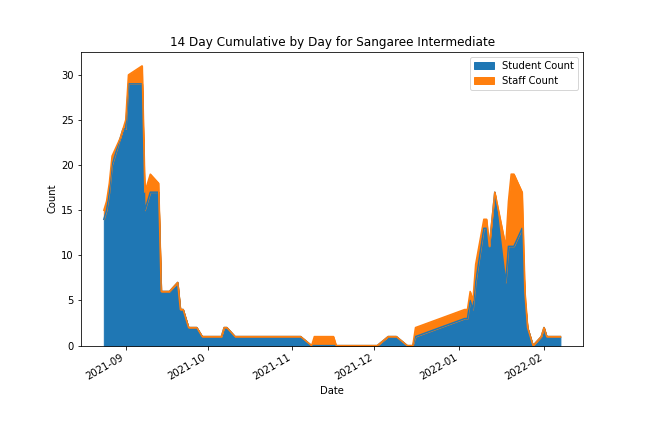 14 Day Cumulative by Day for Sangaree Intermediate
Student Count
Staff Count
Count
30
25
20
15
10
5
0
2021-09
2021-10
2021-11
2021-12
2022-01
2022-02
Date